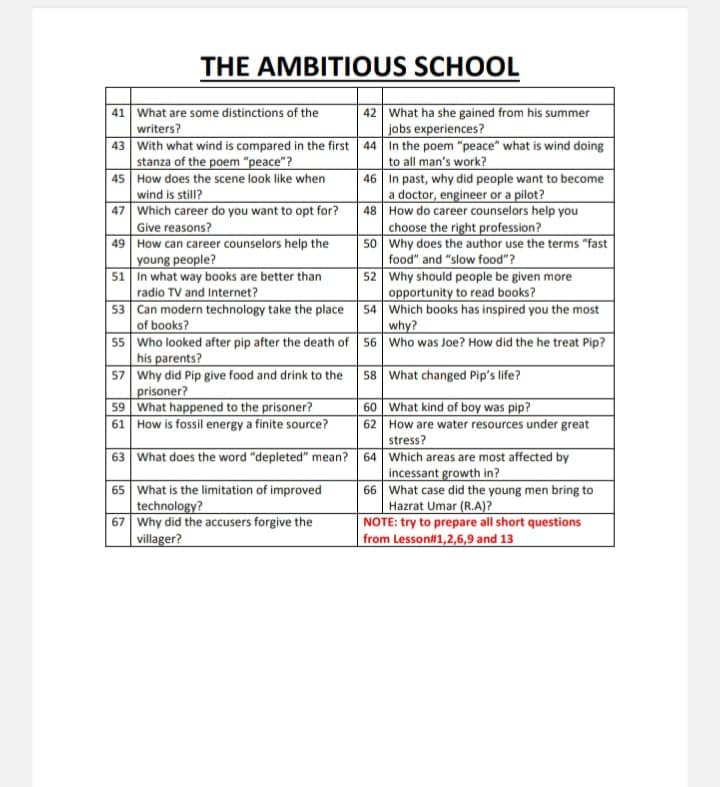 THE AMBITIOUS SCHOOL
41 What are some distinctions of the
writers?
42 What ha she gained from his summer
jobs experiences?
43 With what wind is compared in the first
stanza of the poem "peace"?
44 In the poem "peace" what is wind doing
to all man's work?
45 How does the scene look like when
wind is still?
46 In past, why did people want to become
a doctor, engineer or a pilot?
47 Which career do you want to opt for?
Give reasons?
48 How do career counselors help you
choose the right profession?
49 How can career counselors help the
young people?
50 Why does the author use the terms "fast
food" and "slow food"?
51 In what way books are better than
radio TV and Internet?
52 Why should people be given more
opportunity to read books?
53 Can modern technology take the place
of books?
54 Which books has inspired you the most
why?
55 Who looked after pip after the death of
his parents?
56 Who was Joe? How did the he treat Pip?
57 Why did Pip give food and drink to the
prisoner?
58 What changed Pip's life?
59 What happened to the prisoner?
60 What kind of boy was pip?
61 How is fossil energy a finite source?
62 How are water resources under great
stress?
63 What does the word "depleted" mean?
64 Which areas are most affected by
incessant growth in?
65 What is the limitation of improved
technology?
66 What case did the young men bring to
Hazrat Umar (R.A)?
67 Why did the accusers forgive the
villager?
NOTE: try to prepare all short questions
from Lesson#1,2,6,9 and 13